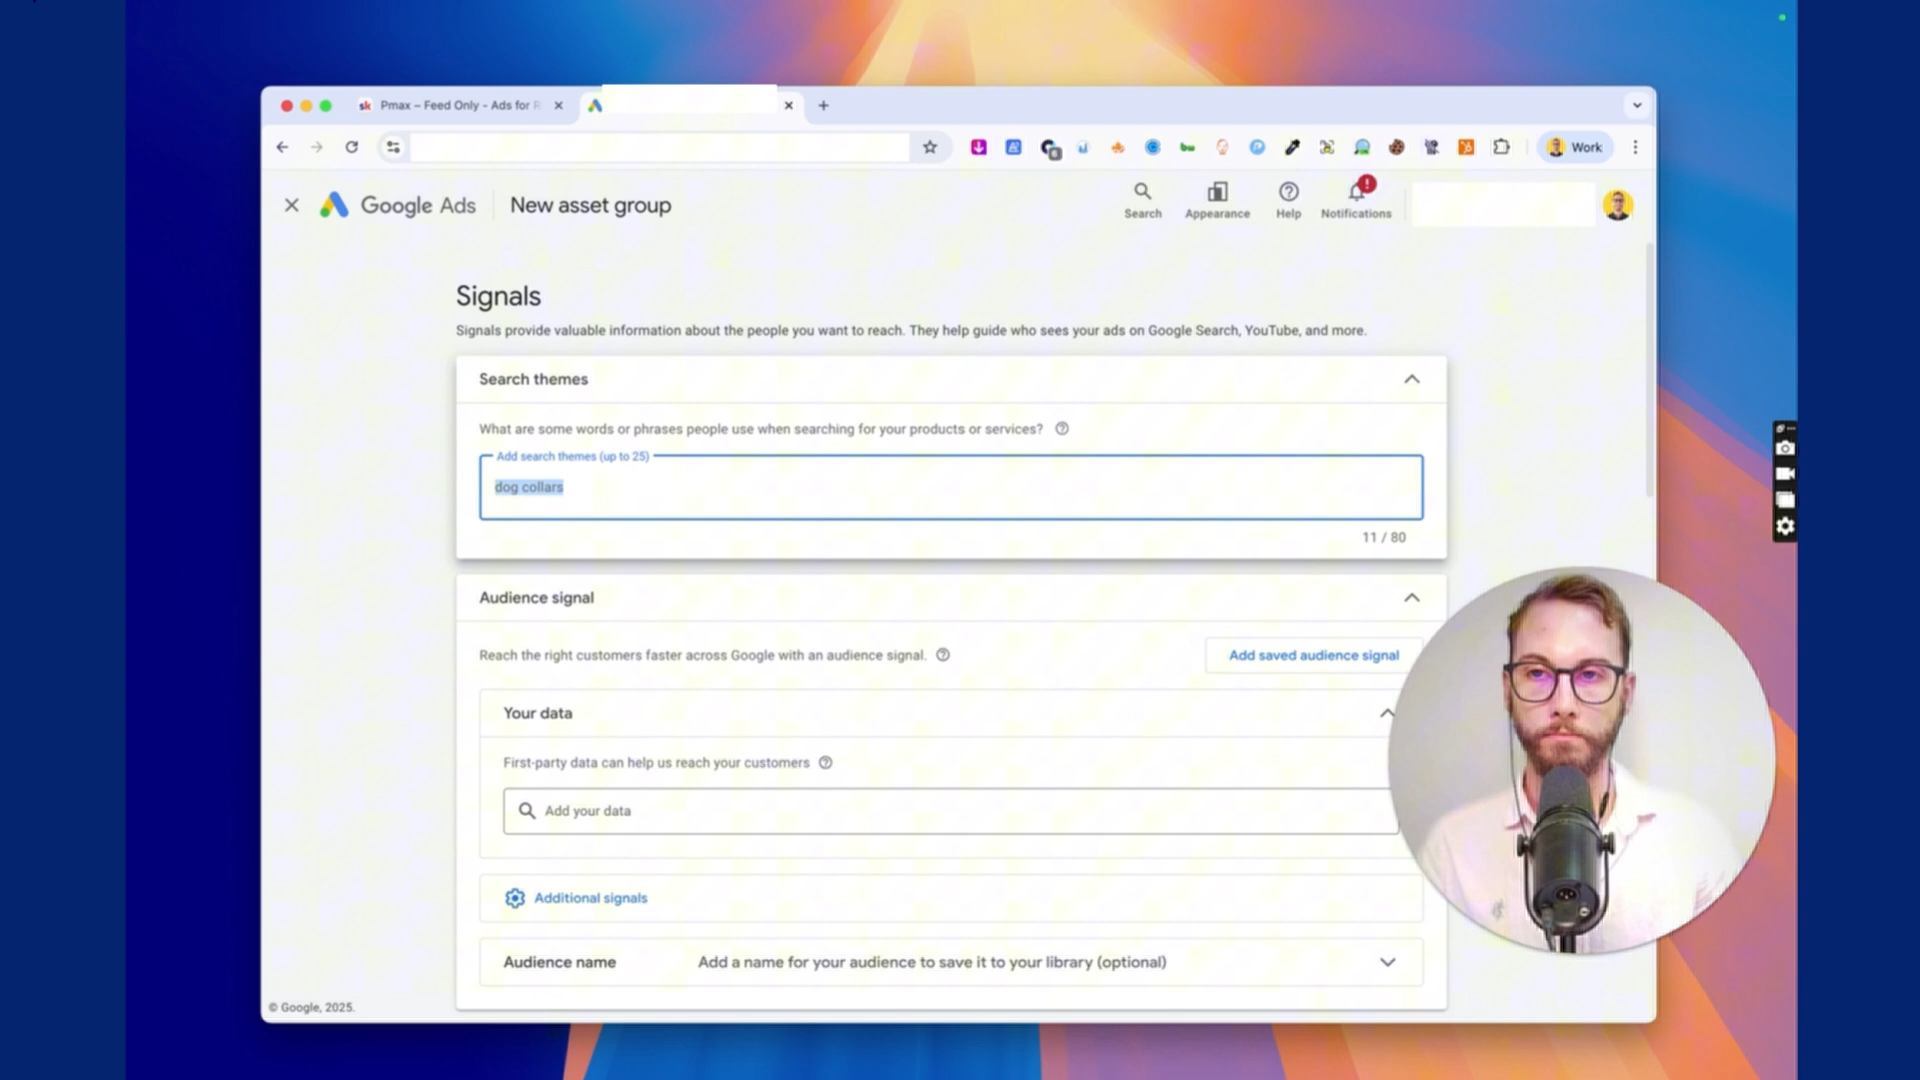 sk Pmax – Feed Only - Ads for R
Work
Google Ads
New asset group
Search
Appearance
Help
Notifications
Signals
Signals provide valuable information about the people you want to reach. They help guide who sees your ads on Google Search, YouTube, and more.
Search themes
What are some words or phrases people use when searching for your products or services?
Add search themes (up to 25)
dog collars
11 / 80
Audience signal
Reach the right customers faster across Google with an audience signal.
Add saved audience signal
Your data
First-party data can help us reach your customers
Add your data
Additional signals
Audience name
Add a name for your audience to save it to your library (optional)
© Google, 2025.